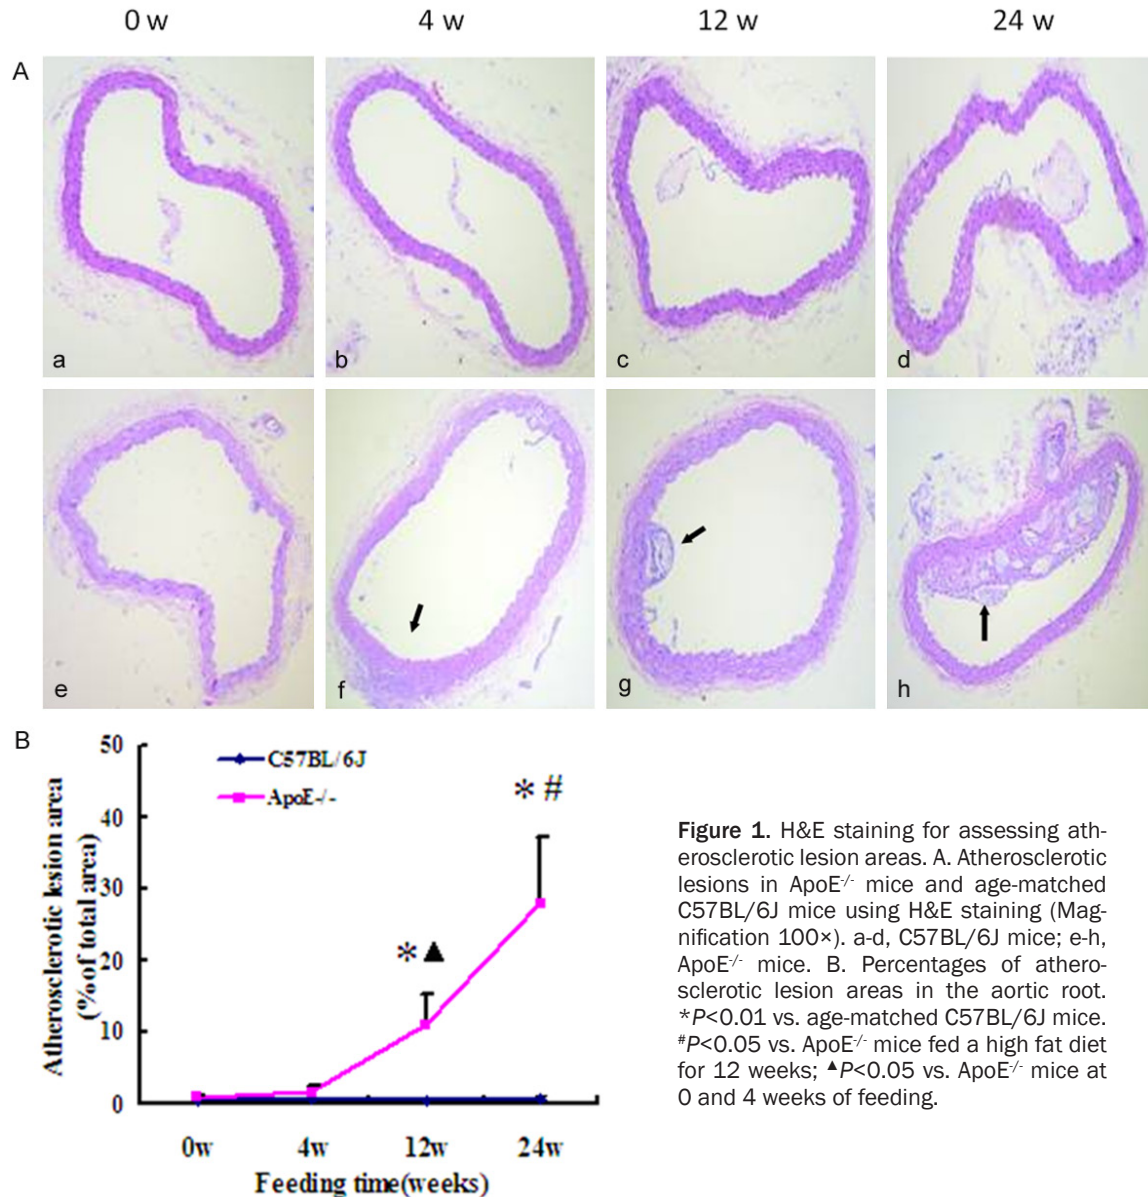 0 w 4 w 12 w 24 w
A
a b c d
e f g h
B
50
40
30
20
10
0
Atherosclerotic lesion area
(% of total area)
C57BL/6J
ApoE-/-
* #
* ▲
0w 4w 12w 24w
Feeding time(weeks)
Figure 1. H&E staining for assessing ath-
erosclerotic lesion areas. A. Atherosclerotic
lesions in ApoE-/- mice and age-matched
C57BL/6J mice using H&E staining (Mag-
nification 100×). a-d, C57BL/6J mice; e-h,
ApoE-/- mice. B. Percentages of athero-
sclerotic lesion areas in the aortic root.
*P<0.01 vs. age-matched C57BL/6J mice.
#P<0.05 vs. ApoE-/- mice fed a high fat diet
for 12 weeks; ▲P<0.05 vs. ApoE-/- mice at
0 and 4 weeks of feeding.